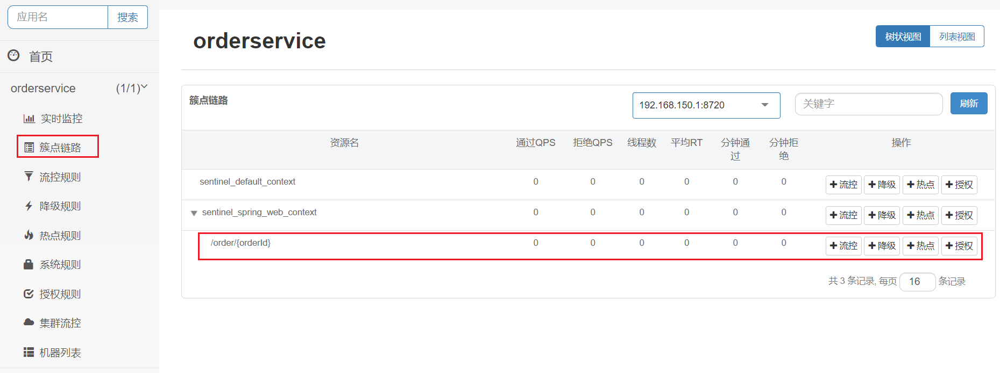 应用名 搜索
首页
orderservice (1/1)
实时监控
簇点链路
流控规则
降级规则
热点规则
系统规则
授权规则
集群流控
机器列表
orderservice
树状视图 列表视图
簇点链路 192.168.150.1:8720 关键字 刷新
资源名 通过QPS 拒绝QPS 线程数 平均RT 分钟通过 分钟拒绝 操作
sentinel_default_context 0 0 0 0 0 0 流控 降级 热点 授权
sentinel_spring_web_context 0 0 0 0 0 0 流控 降级 热点 授权
/order/{orderId} 0 0 0 0 0 0 流控 降级 热点 授权
共 3 条记录, 每页 16 条记录